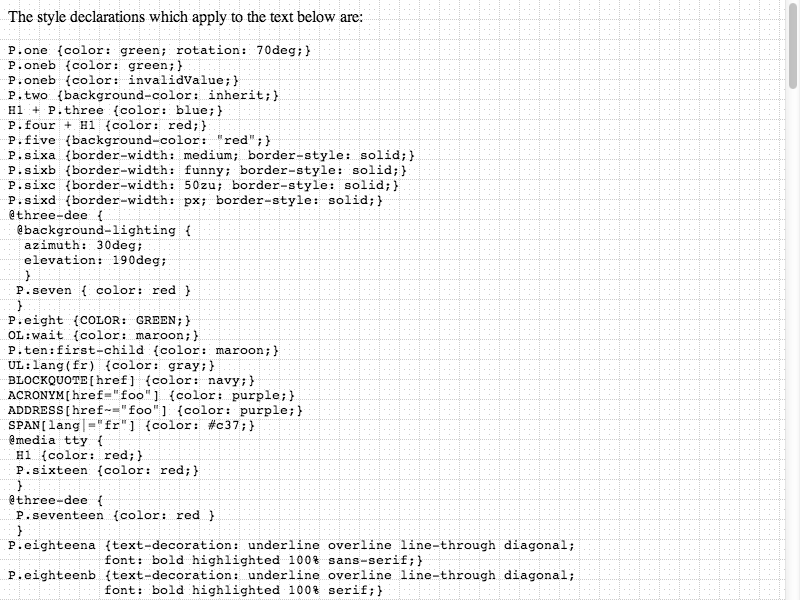 The style declarations which apply to the text below are:
P.one {color: green; rotation: 70deg;}
P.oneb {color: green;}
P.oneb {color: invalidValue;}
P.two {background-color: inherit;}
H1 + P.three {color: blue;}
P.four + H1 {color: red;}
P.five {background-color: "red";}
P.sixa {border-width: medium; border-style: solid;}
P.sixb {border-width: funny; border-style: solid;}
P.sixc {border-width: 50zu; border-style: solid;}
P.sixd {border-width: px; border-style: solid;}
@three-dee {
 @background-lighting {
  azimuth: 30deg;
  elevation: 190deg;
  }
 P.seven { color: red }
 }
P.eight {COLOR: GREEN;}
OL:wait {color: maroon;}
P.ten:first-child {color: maroon;}
UL:lang(fr) {color: gray;}
BLOCKQUOTE[href] {color: navy;}
ACRONYM[href="foo"] {color: purple;}
ADDRESS[href~="foo"] {color: purple;}
SPAN[lang|="fr"] {color: #c37;}
@media tty {
 H1 {color: red;}
 P.sixteen {color: red;}
 }
@three-dee {
 P.seventeen {color: red }
 }
P.eighteena {text-decoration: underline overline line-through diagonal;
            font: bold highlighted 100% sans-serif;}
P.eighteenb {text-decoration: underline overline line-through diagonal;
            font: bold highlighted 100% serif;}